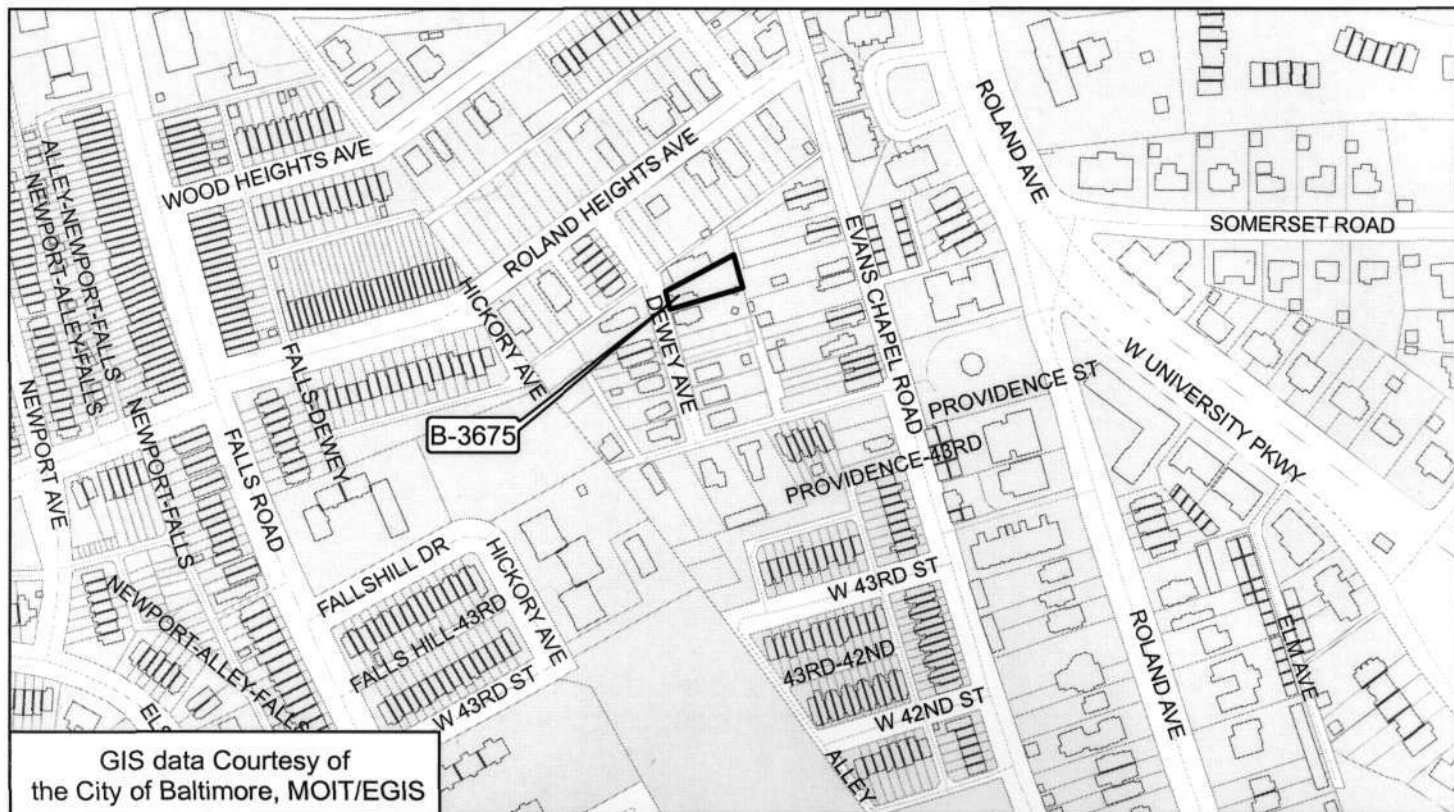 WOOD HEIGHTS AVE
ROLAND HEIGHTS AVE
ROLAND AVE
SOMERSET ROAD
ALLEY-NEWPORT-FALLS
NEWPORT-ALLEY-FALLS
EVANS CHAPEL ROAD
HICKORY AVE
DEWEY AVE
FALLS-DEWEY
B-3675
PROVIDENCE ST
W UNIVERSITY PKWY
NEWPORT AVE
NEWPORT-FALLS
FALLS ROAD
PROVIDENCE-43RD
FALLSHILL DR
HICKORY AVE
W 43RD ST
NEWPORT-ALLEY-FALLS
FALLS HILL-43RD
43RD-42ND
ROLAND AVE
ELM AVE
W 43RD ST
W 42ND ST
ALLEY
GIS data Courtesy of
the City of Baltimore, MOIT/EGIS